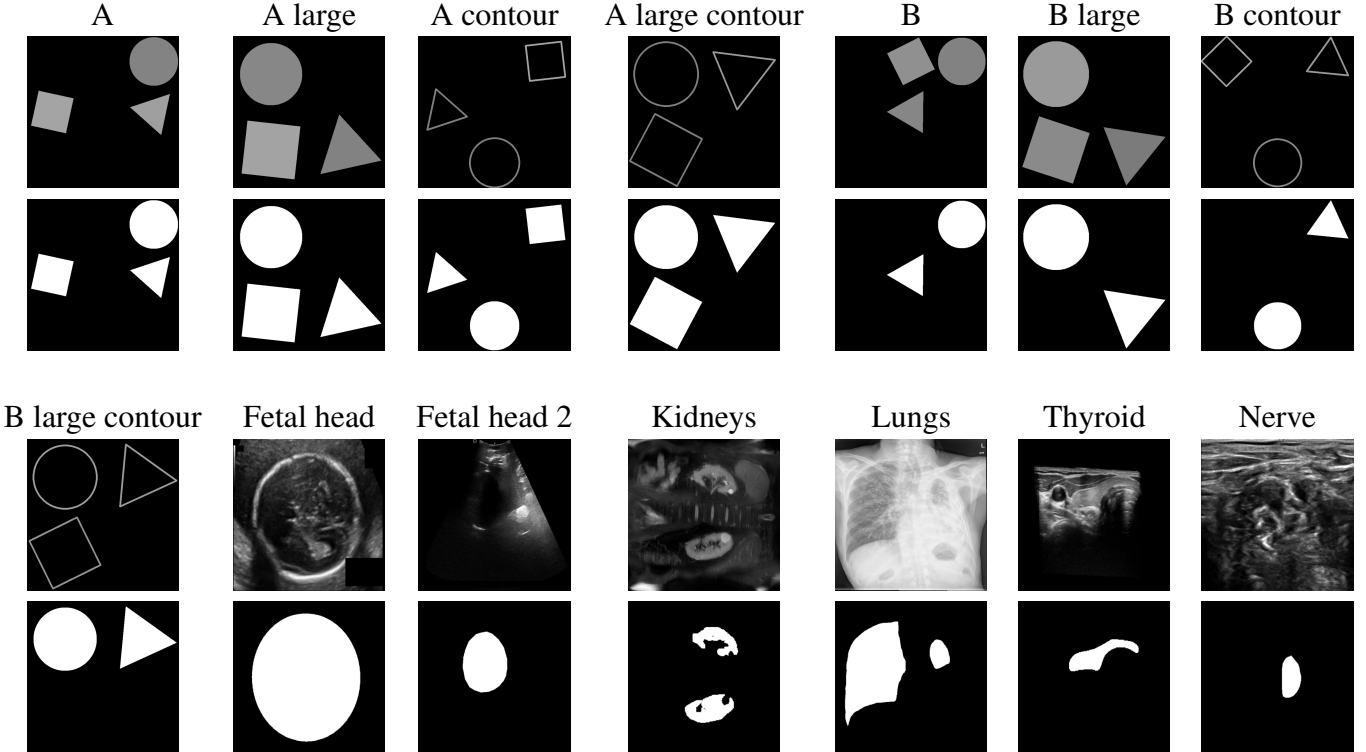 A A large A contour A large contour B B large B contour
B large contour Fetal head Fetal head 2 Kidneys Lungs Thyroid Nerve
L